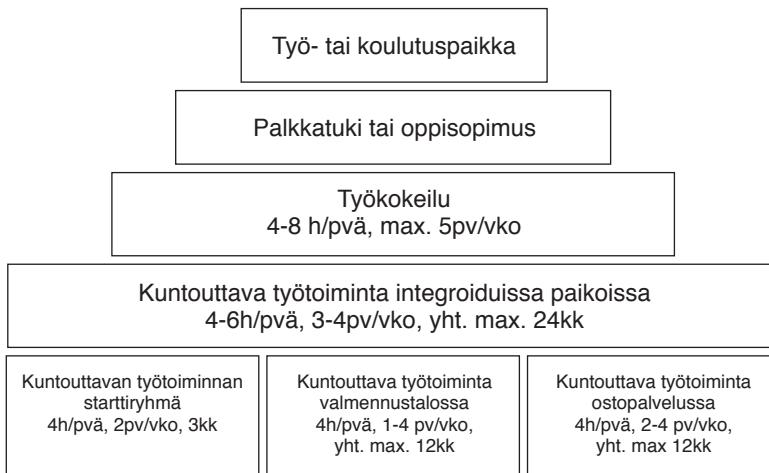 Työ- tai koulutuspaikka
Palkkatuki tai oppisopimus
Työkokeilu
4-8 h/pvä, max. 5pv/vko
Kuntouttava työtoiminta integroiduissa paikoissa
4-6h/pvä, 3-4pv/vko, yht. max. 24kk
Kuntouttavan työtoiminnan
starttiryhmä
4h/pvä, 2pv/vko, 3kk
Kuntouttava työtoiminta
valmennustalossa
4h/pvä, 1-4 pv/vko,
yht. max. 12kk
Kuntouttava työtoiminta
ostopalvelussa
4h/pvä, 2-4 pv/vko,
yht. max 12kk